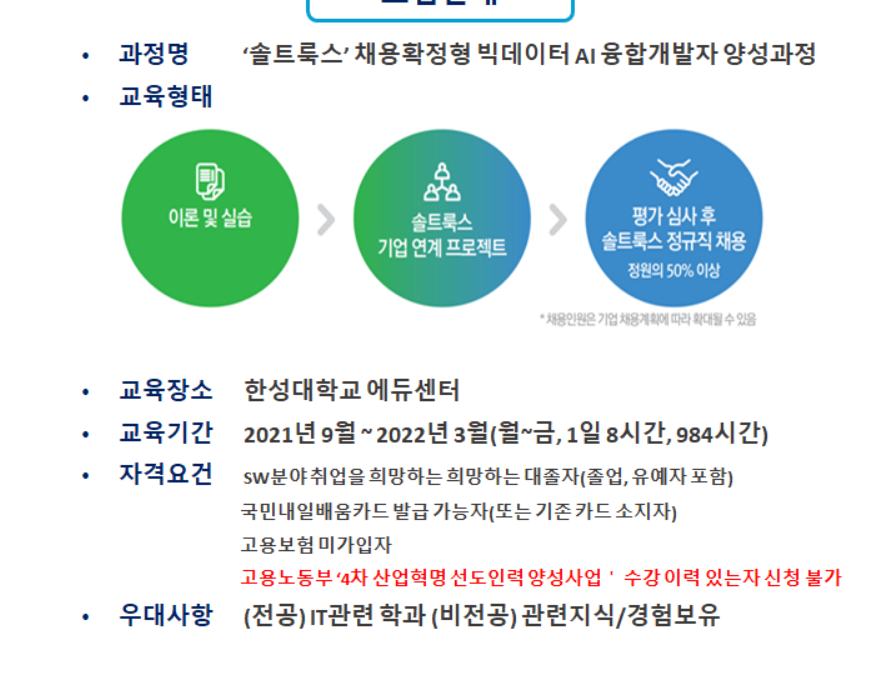 • 과정명 ‘솔트룩스’ 채용확정형 빅데이터 AI 융합개발자 양성과정
• 교육형태
이론 및 실습
솔트룩스
기업 연계 프로젝트
평가 심사 후
솔트룩스 정규직 채용
정원의 50% 이상
* 채용인원은 기업 채용계획에 따라 확대될 수 있음
• 교육장소 한성대학교 에듀센터
• 교육기간 2021년 9월 ~ 2022년 3월(월~금, 1일 8시간, 984시간)
• 자격요건 SW분야 취업을 희망하는 희망하는 대졸자(졸업, 유예자 포함)
국민내일배움카드 발급 가능자(또는 기존 카드 소지자)
고용보험 미가입자
고용노동부 ‘4차 산업혁명 선도인력 양성사업 ' 수강 이력 있는자 신청 불가
• 우대사항 (전공) IT관련 학과 (비전공) 관련지식/경험보유